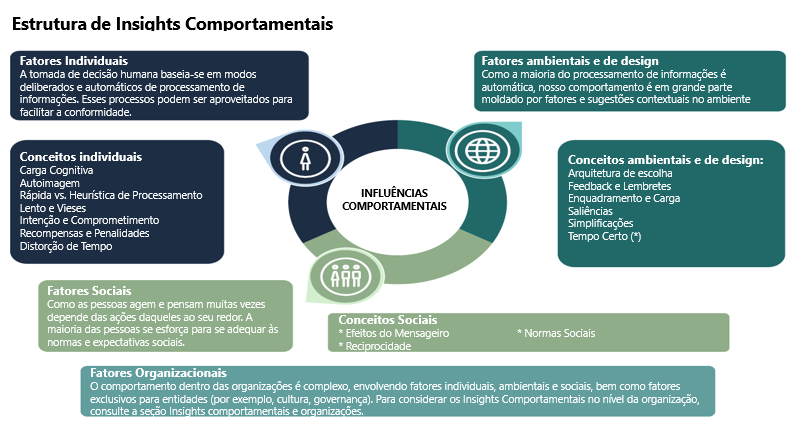 Estrutura de Insights Comportamentais
Fatores Individuais
A tomada de decisão humana baseia-se em modos
deliberados e automáticos de processamento de
informações. Esses processos podem ser aproveitados para
facilitar a conformidade.
Fatores ambientais e de design
Como a maioria do processamento de informações é
automática, nosso comportamento é em grande parte
moldado por fatores e sugestões contextuais no ambiente
Conceitos individuais
Carga Cognitiva
Autoimagem
Rápida vs. Heurística de Processamento
Lento e Vieses
Intenção e Comprometimento
Recompensas e Penalidades
Distorção de Tempo
INFLUÊNCIAS
COMPORTAMENTAIS
Conceitos ambientais e de design:
Arquitetura de escolha
Feedback e Lembretes
Enquadramento e Carga
Saliências
Simplificações
Tempo Certo (*)
Fatores Sociais
Como as pessoas agem e pensam muitas vezes
depende das ações daqueles ao seu redor. A
maioria das pessoas se esforça para se adequar às
normas e expectativas sociais.
Conceitos Sociais
* Efeitos do Mensageiro * Normas Sociais
* Reciprocidade
Fatores Organizacionais
O comportamento dentro das organizações é complexo, envolvendo fatores individuais, ambientais e sociais, bem como fatores
exclusivos para entidades (por exemplo, cultura, governança). Para considerar os Insights Comportamentais no nível da organização,
consulte a seção Insights comportamentais e organizações.